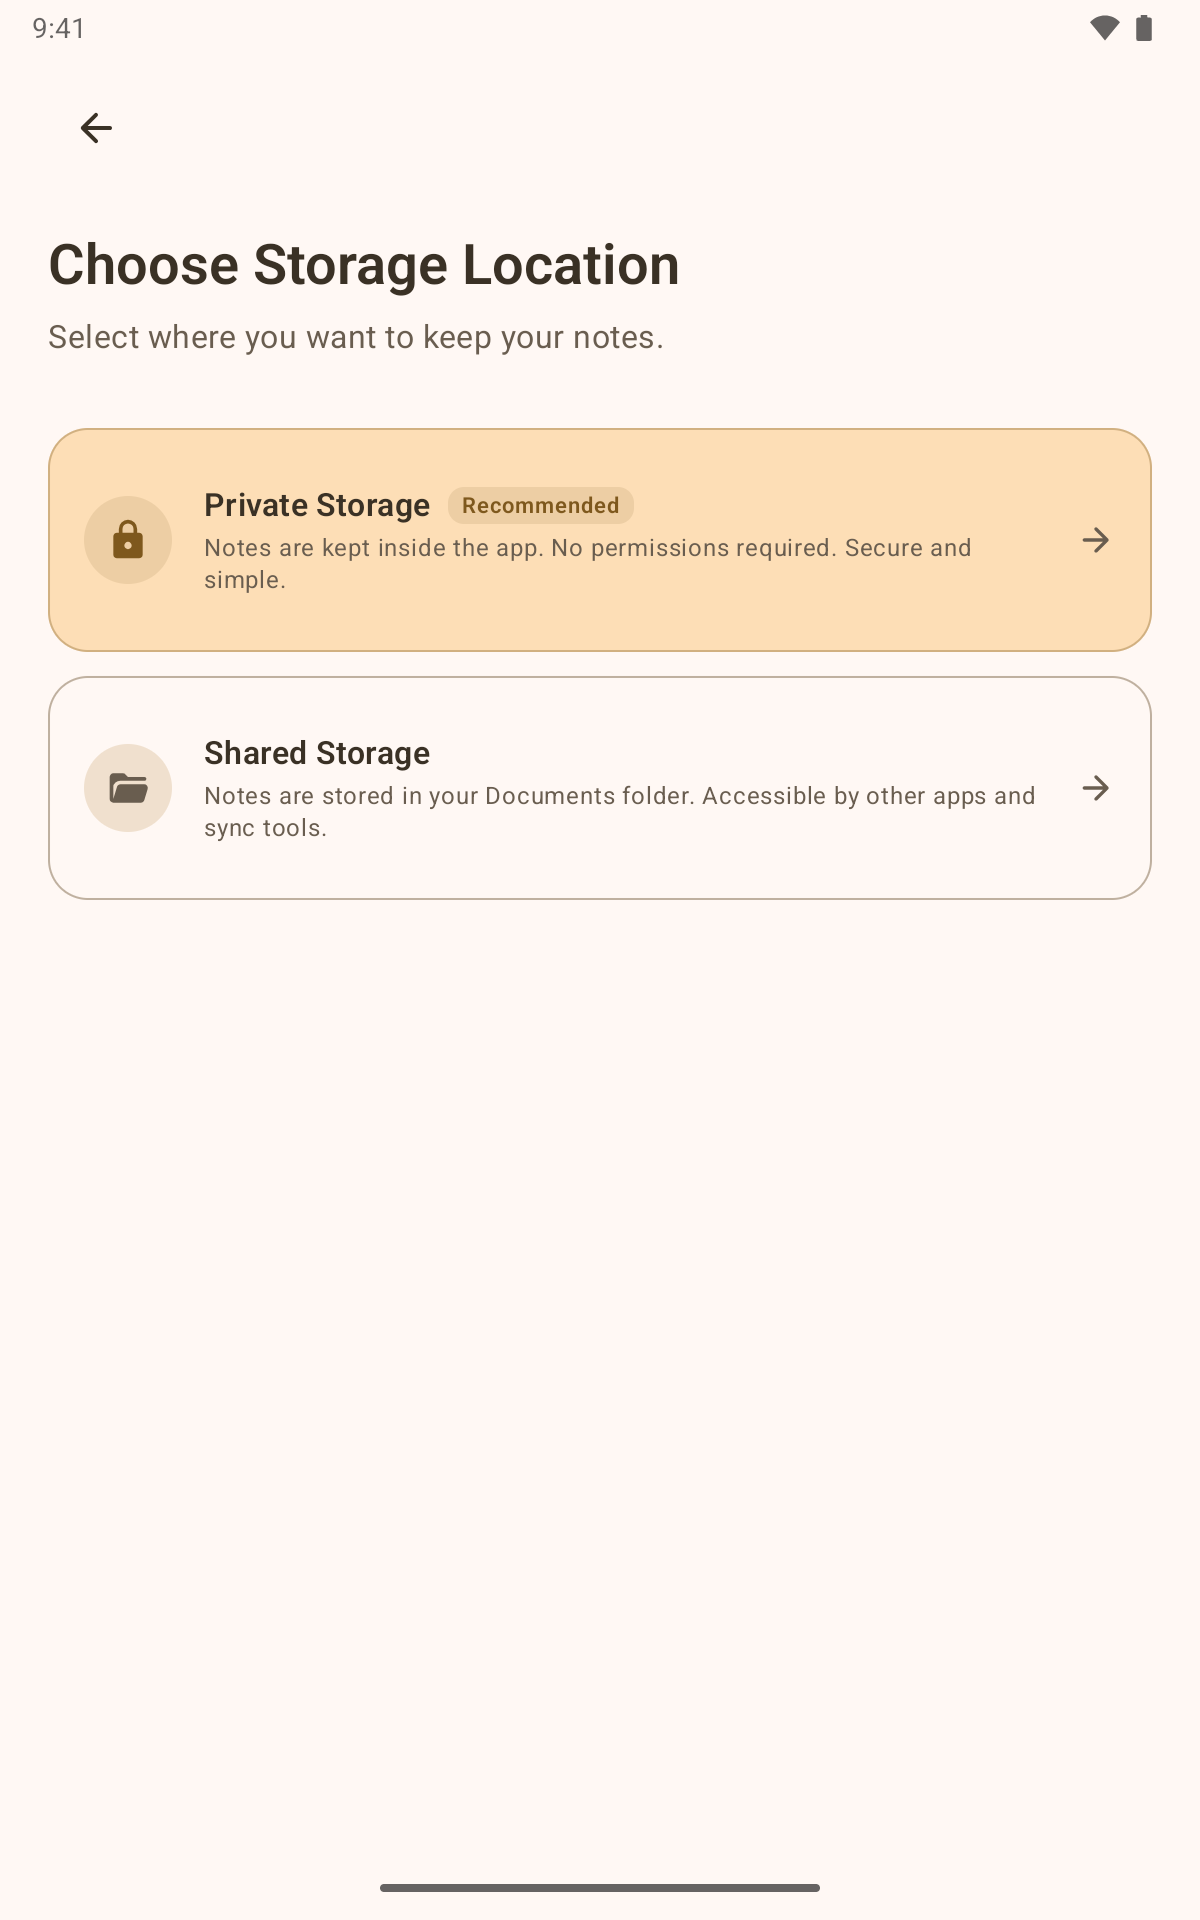 9:41
Choose Storage Location
Select where you want to keep your notes.
Private Storage Recommended
Notes are kept inside the app. No permissions required. Secure and
simple.
Shared Storage
Notes are stored in your Documents folder. Accessible by other apps and
sync tools.